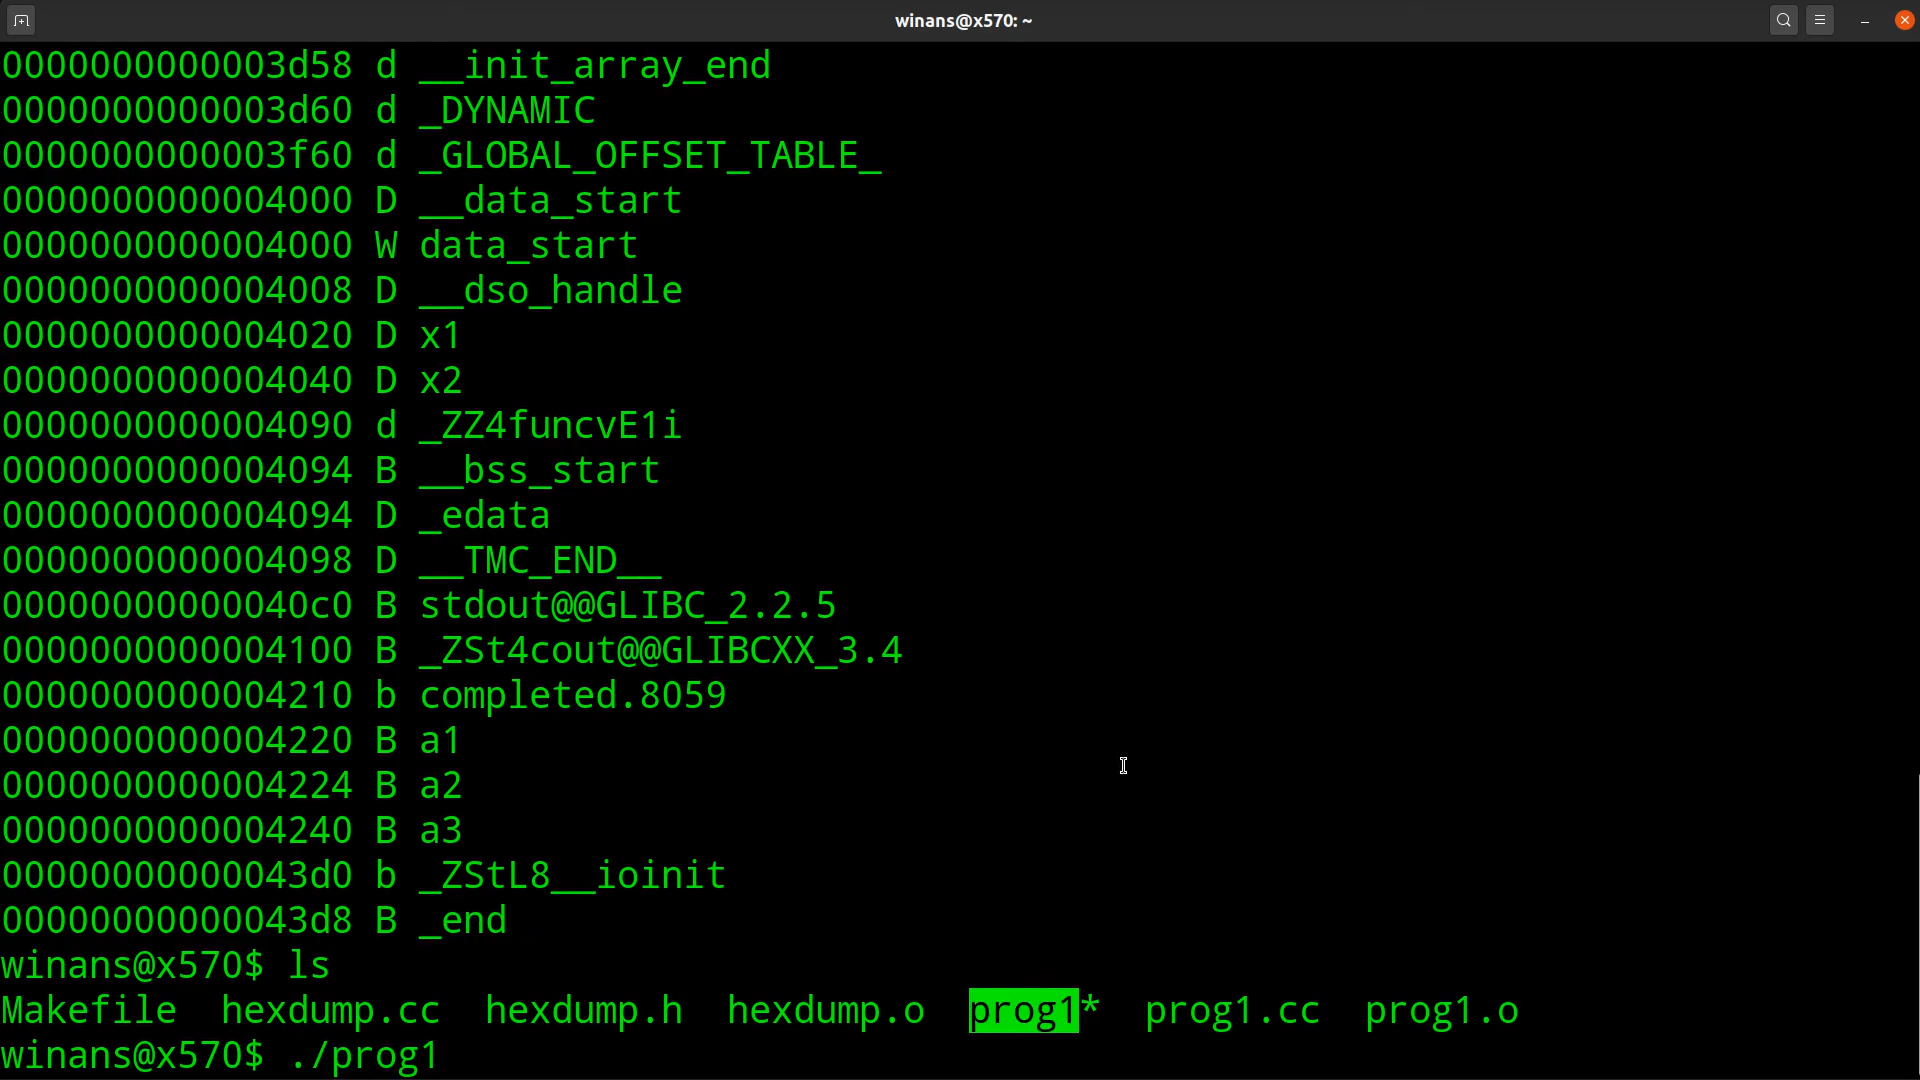 winans@x570: ~
0000000000003d58 d __init_array_end
0000000000003d60 d _DYNAMIC
0000000000003f60 d _GLOBAL_OFFSET_TABLE_
0000000000004000 D __data_start
0000000000004000 W data_start
0000000000004008 D __dso_handle
0000000000004020 D x1
0000000000004040 D x2
0000000000004090 d _ZZ4funcvE1i
0000000000004094 B __bss_start
0000000000004094 D _edata
0000000000004098 D __TMC_END__
00000000000040c0 B stdout@@GLIBC_2.2.5
0000000000004100 B _ZSt4cout@@GLIBCXX_3.4
0000000000004210 b completed.8059
0000000000004220 B a1
0000000000004224 B a2
0000000000004240 B a3
00000000000043d0 b _ZStL8__ioinit
00000000000043d8 B _end
winans@x570$ ls
Makefile  hexdump.cc  hexdump.h  hexdump.o  prog1*  prog1.cc  prog1.o
winans@x570$ ./prog1